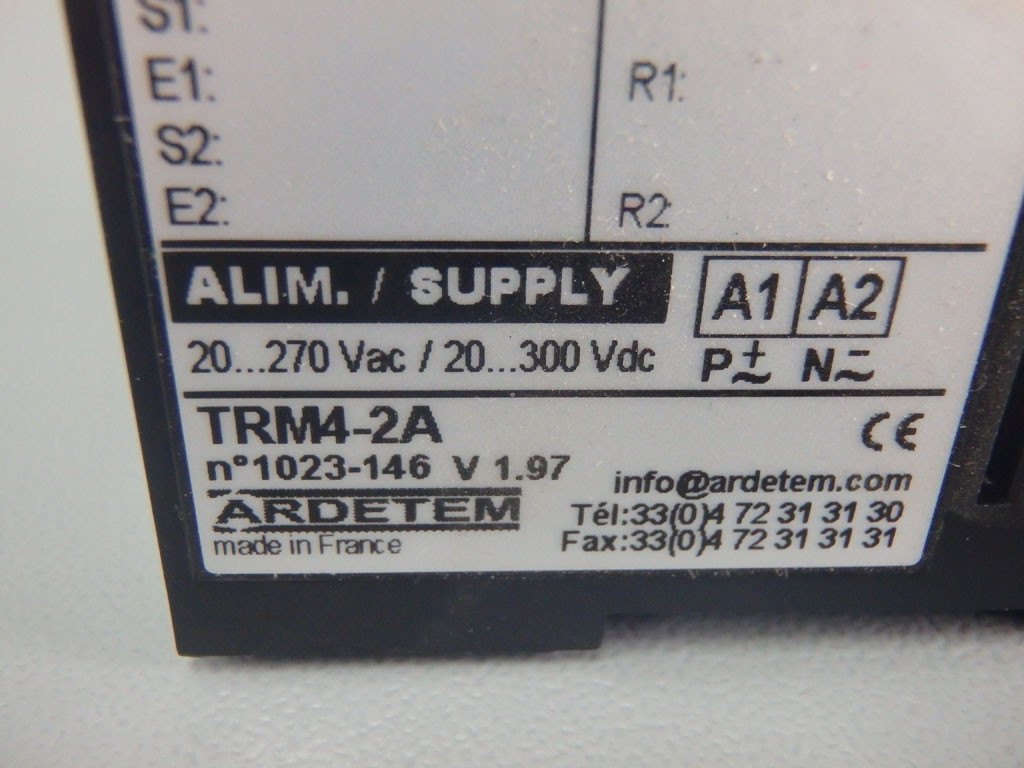 S1:
E1: R1:
S2:
E2: R2:
ALIM. / SUPPLY A1 A2
20...270 Vac / 20...300 Vdc P± N=
TRM4-2A CE
n°1023-146 V 1.97 info@ardetem.com
ARDETEM Tél:33(0)4 72 31 31 30
made in France Fax:33(0)4 72 31 31 31